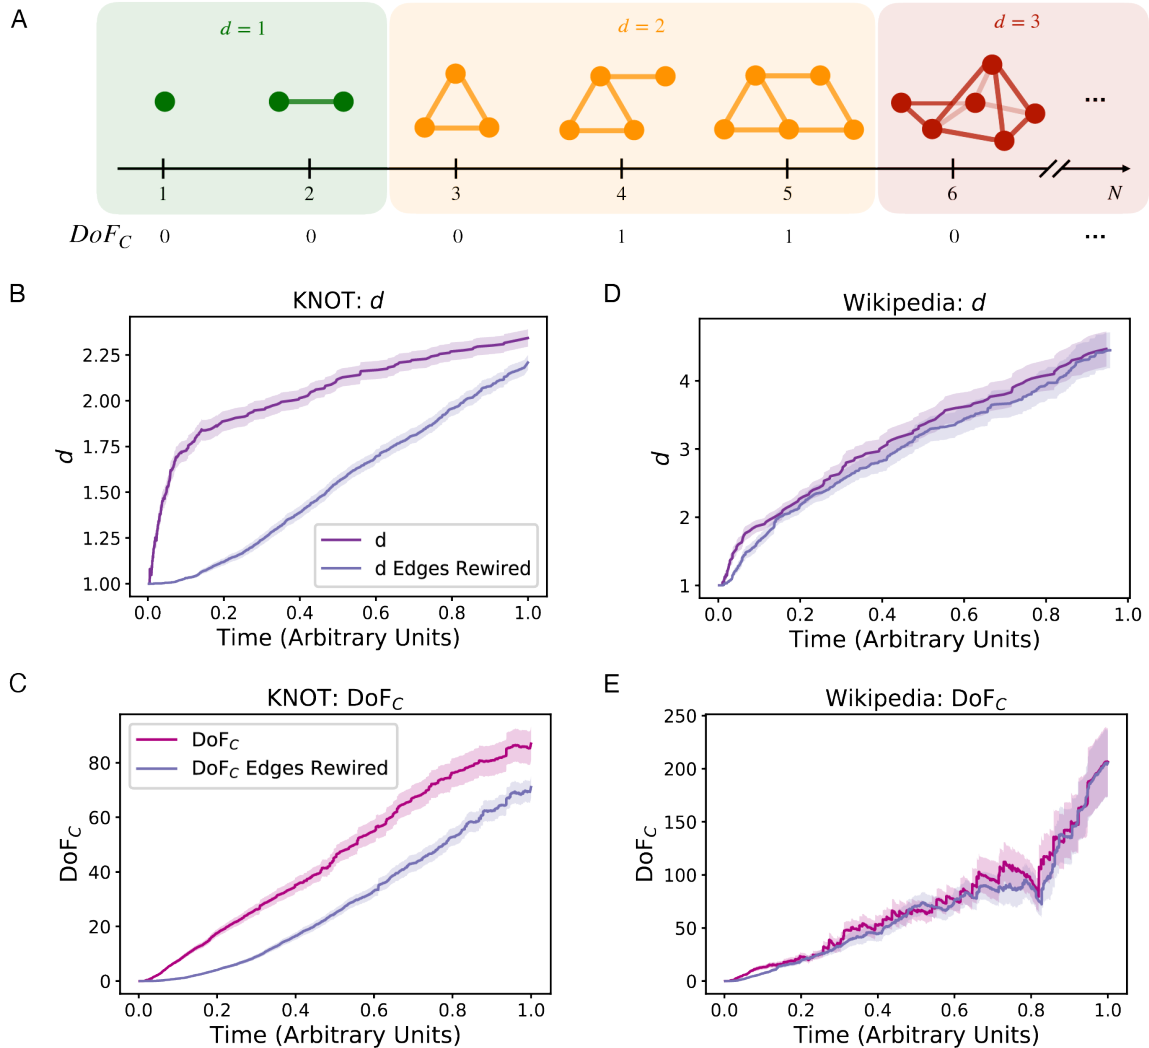 A
d = 1
d = 2
d = 3
...
1 2 3 4 5 6 N
DoF_C 0 0 0 1 1 0 ...
B
KNOT: d
d
2.25
2.00
1.75
1.50
1.25
1.00
d
d Edges Rewired
0.0 0.2 0.4 0.6 0.8 1.0
Time (Arbitrary Units)
D
Wikipedia: d
d
4
3
2
1
0.0 0.2 0.4 0.6 0.8 1.0
Time (Arbitrary Units)
C
KNOT: DoF_C
DoF_C
DoF_C
DoF_C Edges Rewired
80
60
40
20
0
0.0 0.2 0.4 0.6 0.8 1.0
Time (Arbitrary Units)
E
Wikipedia: DoF_C
DoF_C
250
200
150
100
50
0
0.0 0.2 0.4 0.6 0.8 1.0
Time (Arbitrary Units)